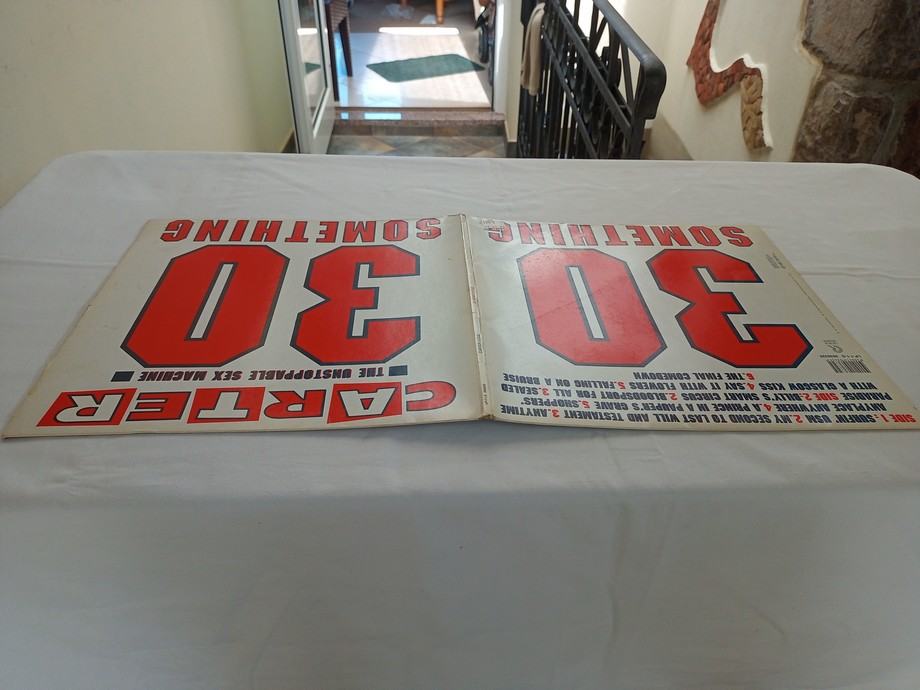 SIDE 1. SURFIN' USM 2. MY SECOND TO LAST WILL AND TESTAMENT 3. ANYTIME
ANYPLACE ANYWHERE 4. A PRINCE IN A PAUPER'S GRAVE 5. SHOPPERS'
PARADISE SIDE 2. BILLY'S SMART CIRCUS 2. BLOODSPORT FOR ALL 3. SEALED
WITH A GLASGOW KISS 4. SAY IT WITH FLOWERS 5. FALLING ON A BRUISE
6. THE FINAL COMEDOWN
30
SOMETHING
CARTER
THE UNSTOPPABLE SEX MACHINE
30
SOMETHING